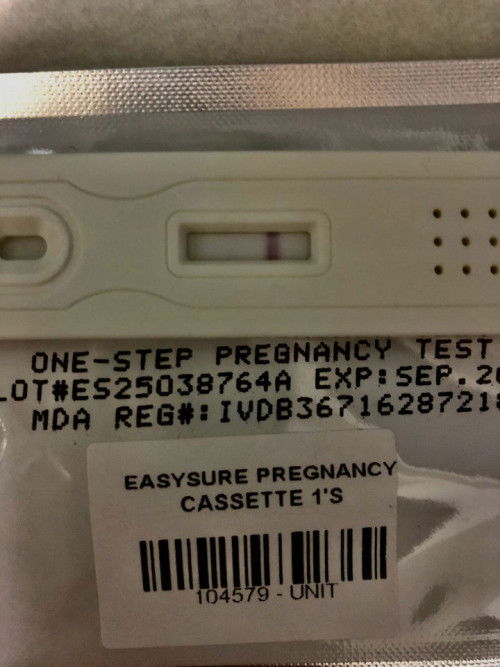 ONE-STEP PREGNANCY TEST
LOT#ES25038764A EXP:SEP.20
MDA REG#:IVDB3671628721
EASYSURE PREGNANCY
CASSETTE 1'S
104579 - UNIT